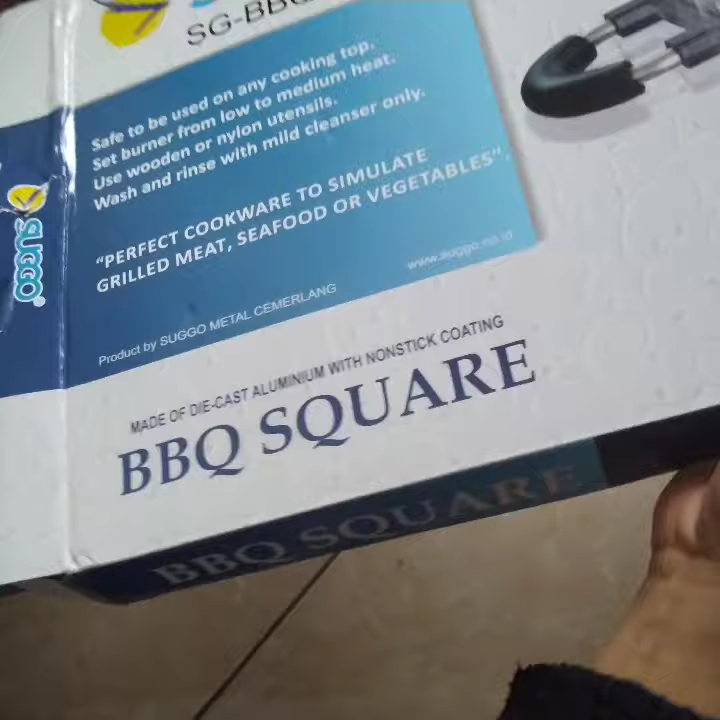 SG-BBQ
Safe to be used on any cooking top.
Set burner from low to medium heat.
Use wooden or nylon utensils.
Wash and rinse with mild cleanser only.
“PERFECT COOKWARE TO SIMULATE
GRILLED MEAT, SEAFOOD OR VEGETABLES”.
Product by SUGGO METAL CEMERLANG
www.suggo.co.id
suggo®
MADE OF DIE-CAST ALUMINIUM WITH NONSTICK COATING
BBQ SQUARE
BBQ SQUARE